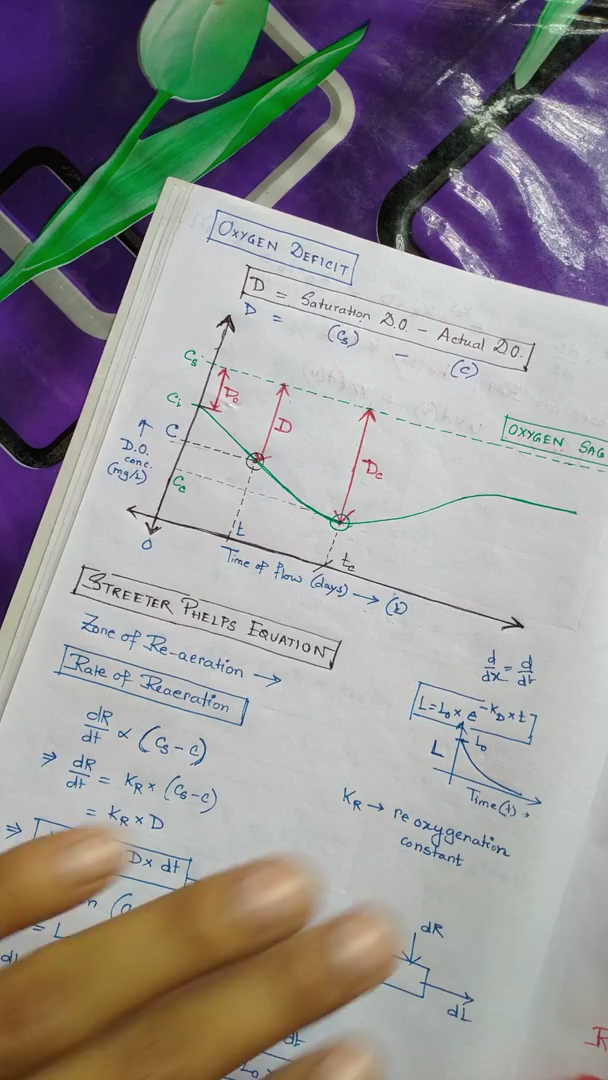 OXYGEN DEFICIT
D = Saturation D.O. - Actual D.O.
D = (Cs) - (C)
Cs
Ci
C
Cc
D.O. conc. (mg/L)
D₀
D
Dc
OXYGEN SAG
0
t
tc
Time of flow (days) → (x)
STREETER PHELPS EQUATION
Zone of Re-aeration →
Rate of Reaeration
dR/dt ∝ (Cs - C)
⇒ dR/dt = KR × (Cs - C)
= KR × D
⇒
D × dt
d/dx = d/dt
L = L₀ × e^-KD × t
L
L₀
Time (t) →
KR → reoxygenation
constant
dR
dL
= L
dt